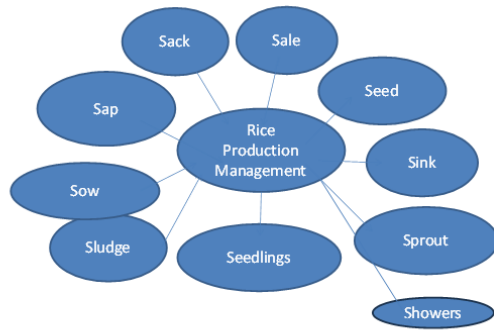 Sack
Sale
Seed
Sap
Rice
Production
Management
Sink
Sow
Sludge
Seedlings
Sprout
Showers